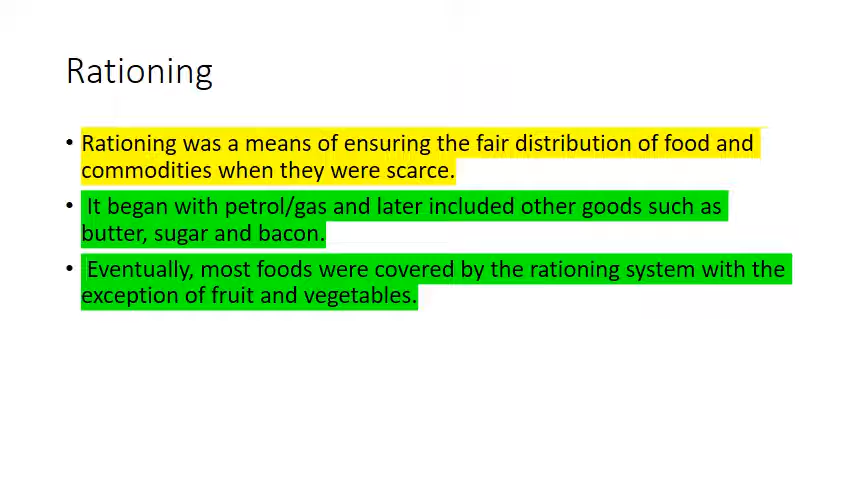 Rationing
• Rationing was a means of ensuring the fair distribution of food and
commodities when they were scarce.
• It began with petrol/gas and later included other goods such as
butter, sugar and bacon.
• Eventually, most foods were covered by the rationing system with the
exception of fruit and vegetables.